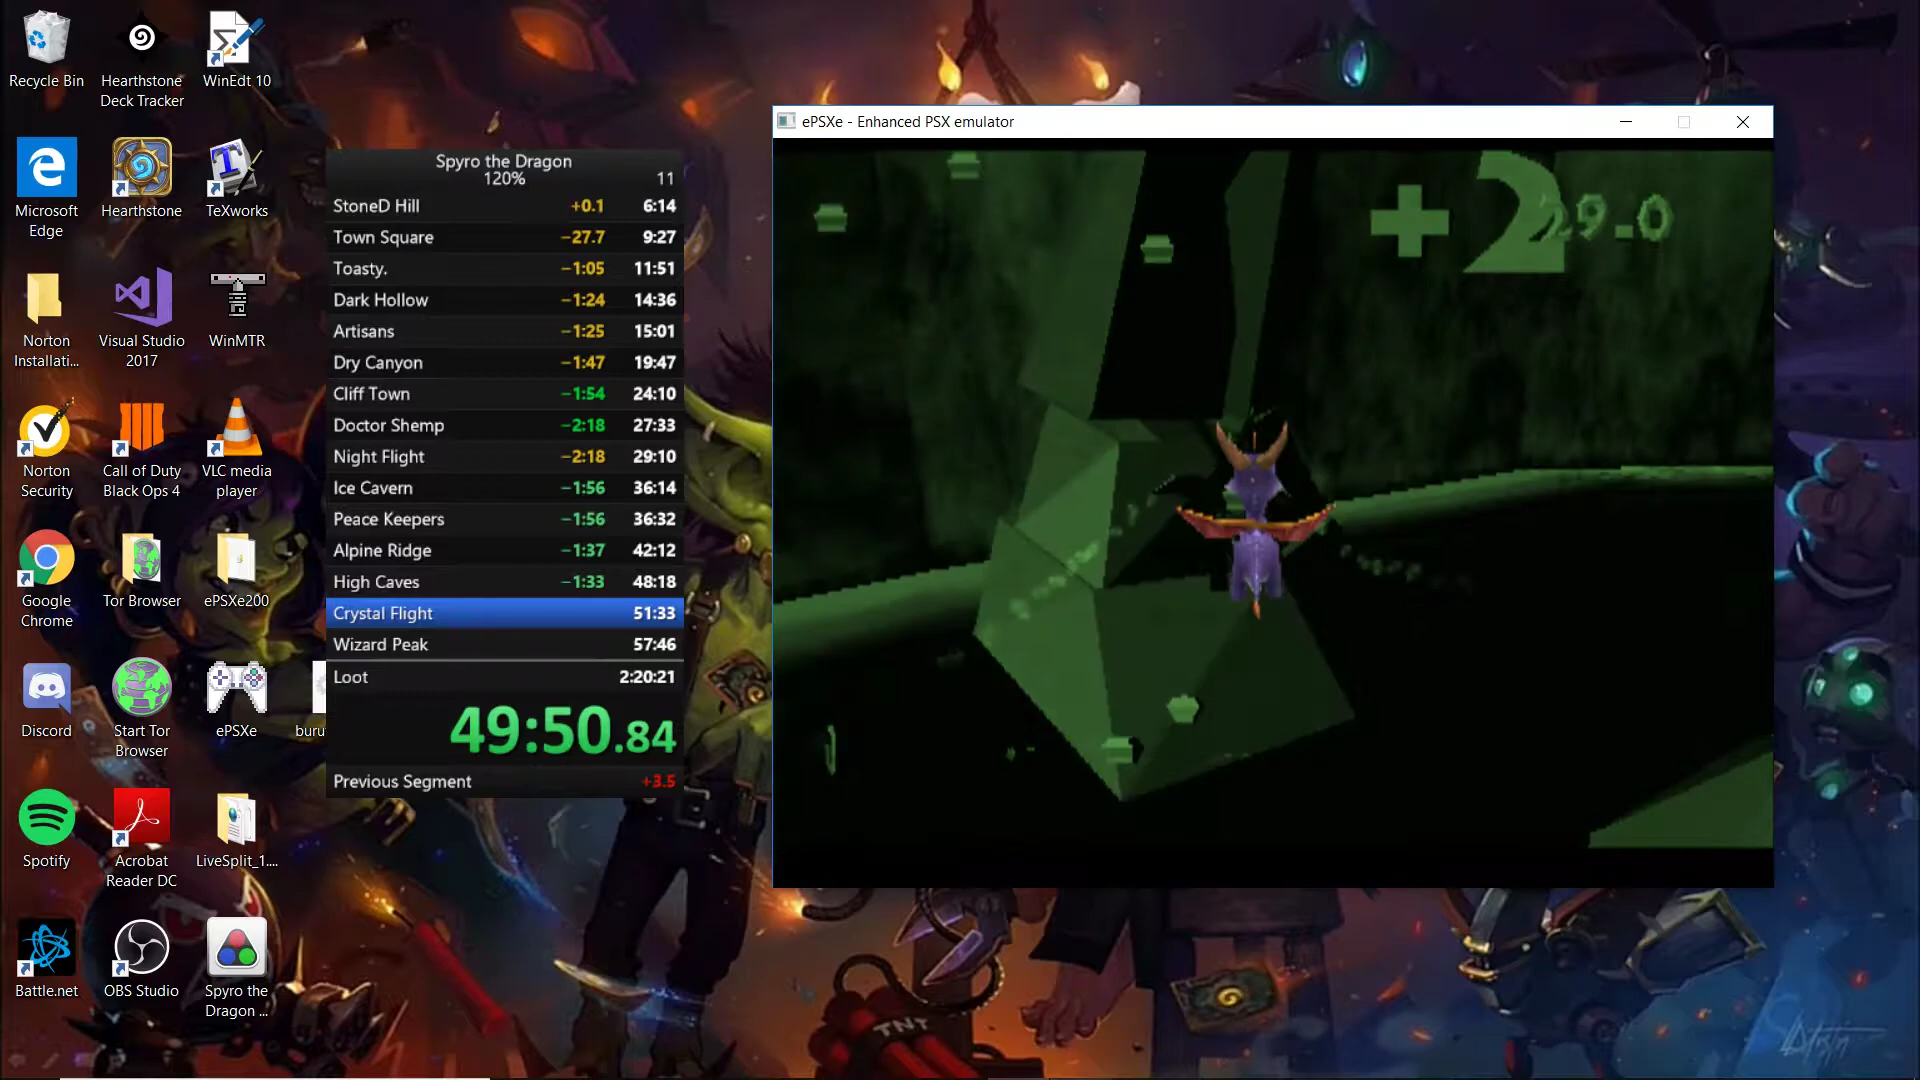 Recycle Bin
Hearthstone
Deck Tracker
WinEdt 10
Microsoft
Edge
Hearthstone
TeXworks
Norton
Installati...
Visual Studio
2017
WinMTR
Norton
Security
Call of Duty
Black Ops 4
VLC media
player
Google
Chrome
Tor Browser
ePSXe200
Discord
Start Tor
Browser
ePSXe
buru
Spotify
Acrobat
Reader DC
LiveSplit_1....
Battle.net
OBS Studio
Spyro the
Dragon ...
Spyro the Dragon
120% 11
StoneD Hill +0.1 6:14
Town Square −27.7 9:27
Toasty. −1:05 11:51
Dark Hollow −1:24 14:36
Artisans −1:25 15:01
Dry Canyon −1:47 19:47
Cliff Town −1:54 24:10
Doctor Shemp −2:18 27:33
Night Flight −2:18 29:10
Ice Cavern −1:56 36:14
Peace Keepers −1:56 36:32
Alpine Ridge −1:37 42:12
High Caves −1:33 48:18
Crystal Flight 51:33
Wizard Peak 57:46
Loot 2:20:21
49:50.84
Previous Segment +3.5
ePSXe - Enhanced PSX emulator
+2
29.0
TNT